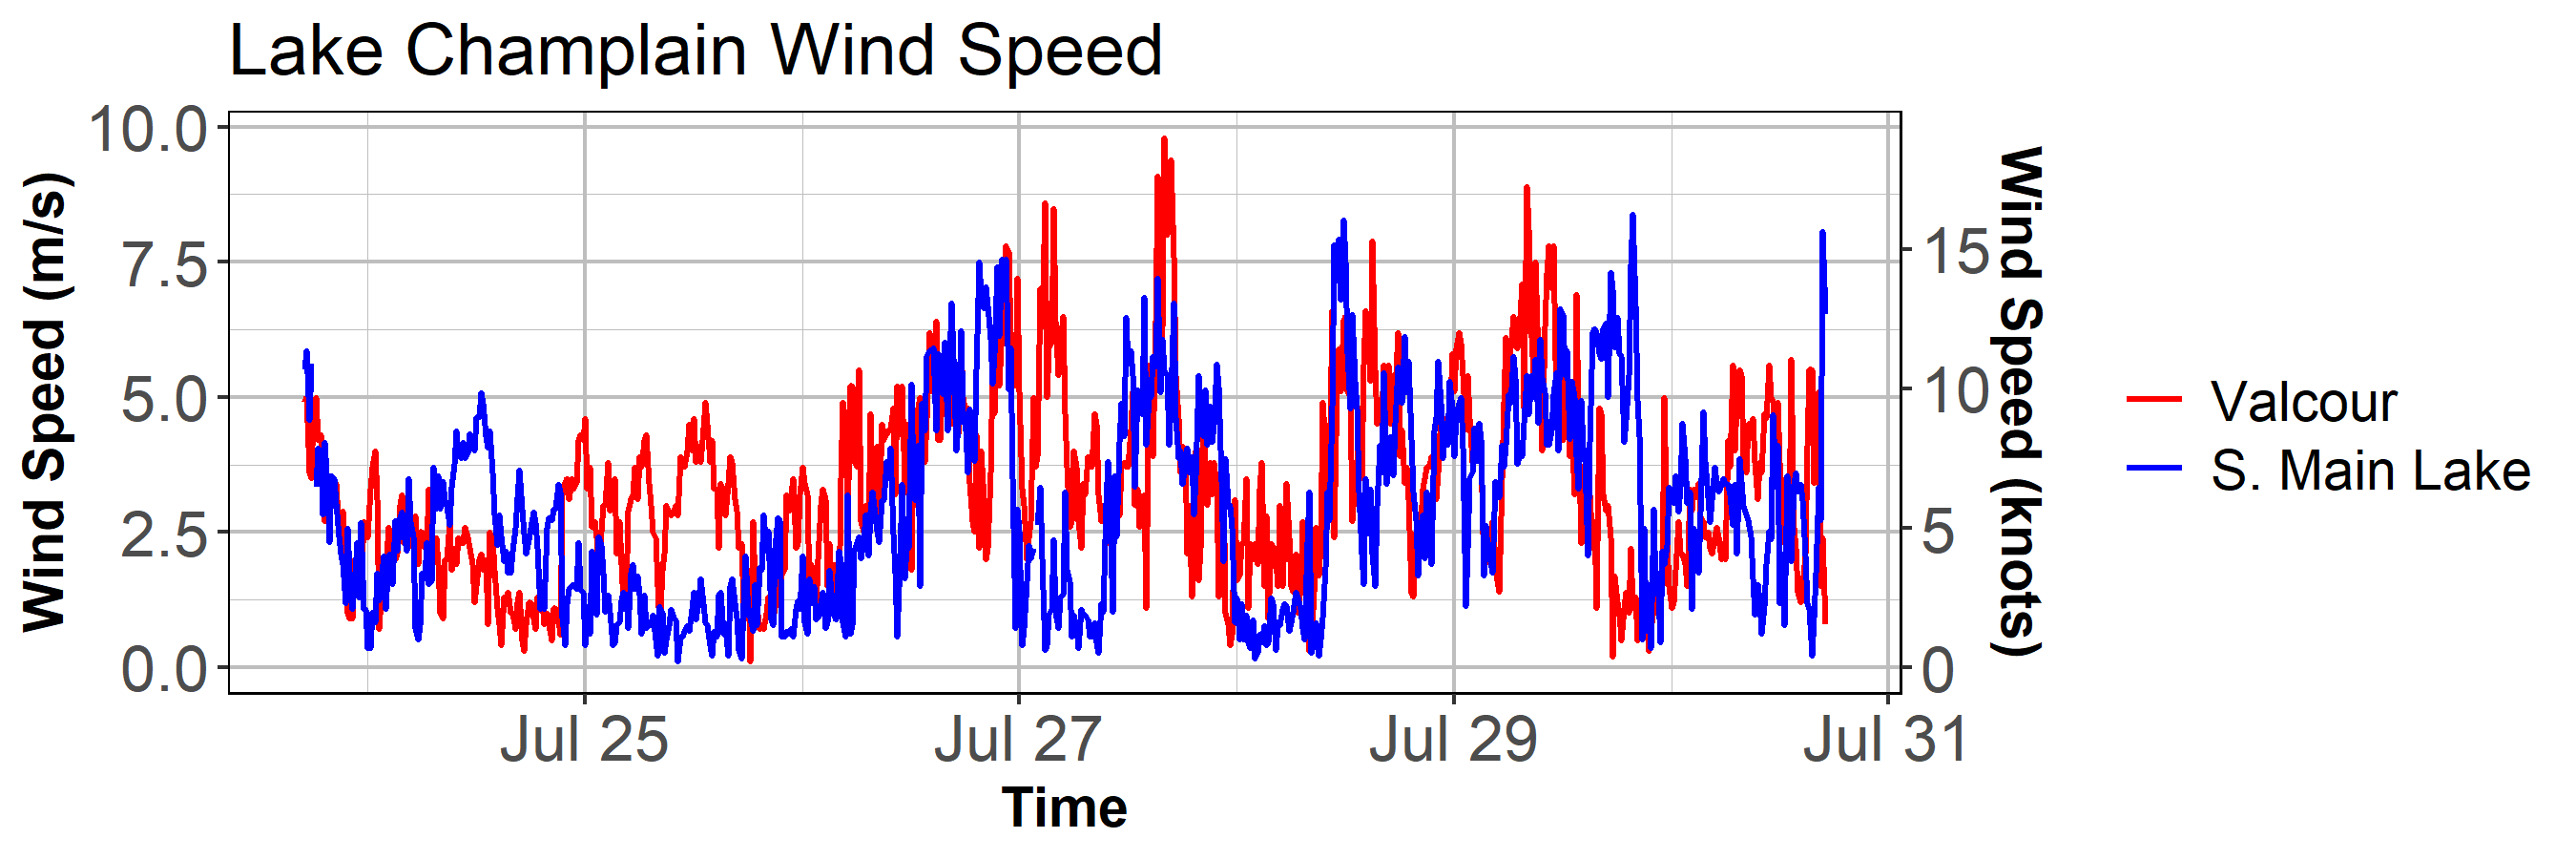 Lake Champlain Wind Speed
Wind Speed (m/s)
10.0
7.5
5.0
2.5
0.0
Wind Speed (knots)
15
10
5
0
Jul 25
Jul 27
Jul 29
Jul 31
Time
Valcour
S. Main Lake